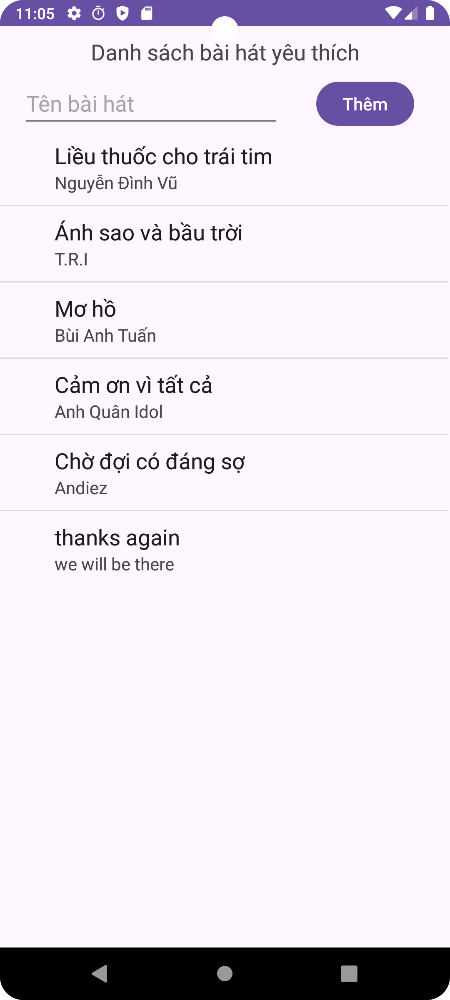 11:05
Danh sách bài hát yêu thích
Tên bài hát
Thêm
Liều thuốc cho trái tim
Nguyễn Đình Vũ
Ánh sao và bầu trời
T.R.I
Mơ hồ
Bùi Anh Tuấn
Cảm ơn vì tất cả
Anh Quân Idol
Chờ đợi có đáng sợ
Andiez
thanks again
we will be there